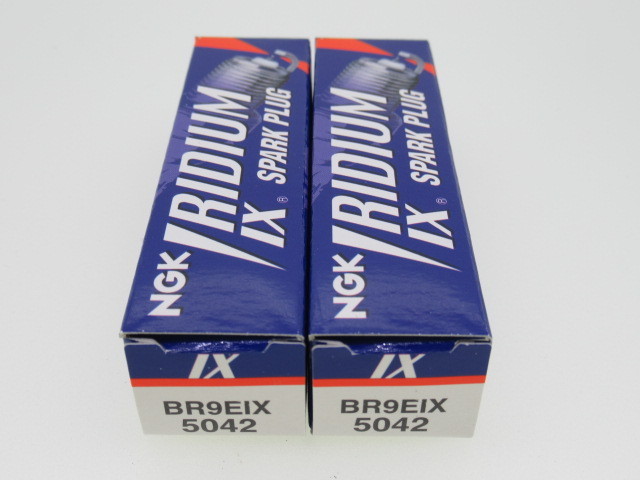 NGK
IRIDIUM
IX®
SPARK PLUG
IX
BR9EIX
5042
NGK
IRIDIUM
IX®
SPARK PLUG
IX
BR9EIX
5042